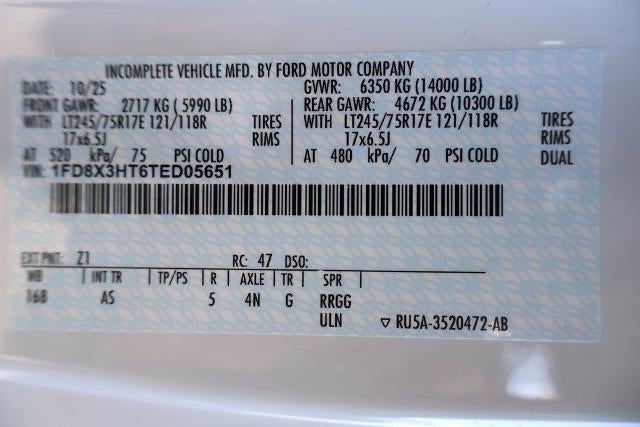 INCOMPLETE VEHICLE MFD. BY FORD MOTOR COMPANY
DATE: 10/25 GVWR: 6350 KG (14000 LB)
FRONT GAWR: 2717 KG (5990 LB) REAR GAWR: 4672 KG (10300 LB)
WITH LT245/75R17E 121/118R TIRES WITH LT245/75R17E 121/118R TIRES
17x6.5J RIMS 17x6.5J RIMS
AT 520 kPa/ 75 PSI COLD AT 480 kPa/ 70 PSI COLD DUAL
VIN: 1FD8X3HT6TED05651
EXT PNT: Z1 RC: 47 DSO:
WB | INT TR | TP/PS | R | AXLE | TR | SPR |
168 AS 5 4N G RRGG
ULN ▽ RU5A-3520472-AB